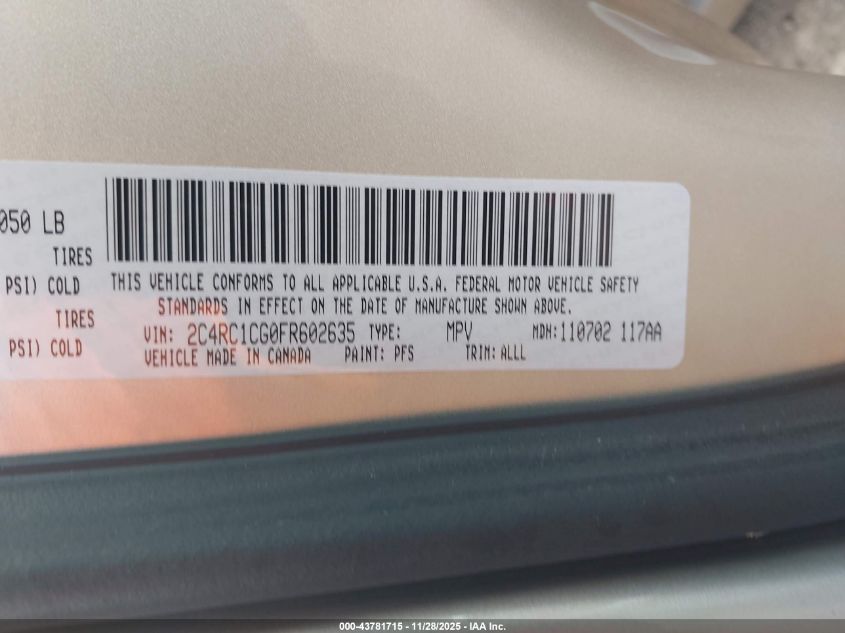 050 LB
TIRES
PSI) COLD
TIRES
PSI) COLD
THIS VEHICLE CONFORMS TO ALL APPLICABLE U.S.A. FEDERAL MOTOR VEHICLE SAFETY
STANDARDS IN EFFECT ON THE DATE OF MANUFACTURE SHOWN ABOVE.
VIN: 2C4RC1CG0FR602635 TYPE: MPV MDH:110702 117AA
VEHICLE MADE IN CANADA PAINT: PFS TRIM: ALLL
000-43781715 - 11/28/2025 - IAA Inc.